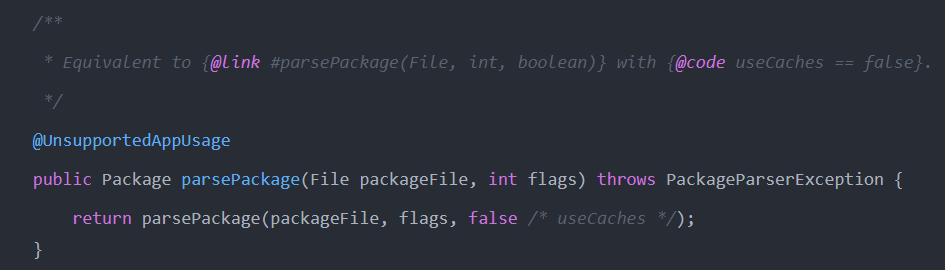 /**
 * Equivalent to {@link #parsePackage(File, int, boolean)} with {@code useCaches == false}.
 */
@UnsupportedAppUsage
public Package parsePackage(File packageFile, int flags) throws PackageParserException {
    return parsePackage(packageFile, flags, false /* useCaches */);
}